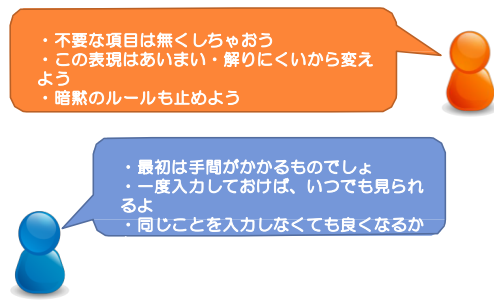 ・不要な項目は無くしちゃおう
・この表現はあいまい・解りにくいから変え
よう
・暗黙のルールも止めよう
・最初は手間がかかるものでしょ
・一度入力しておけば、いつでも見られ
るよ
・同じことを入力しなくても良くなるか